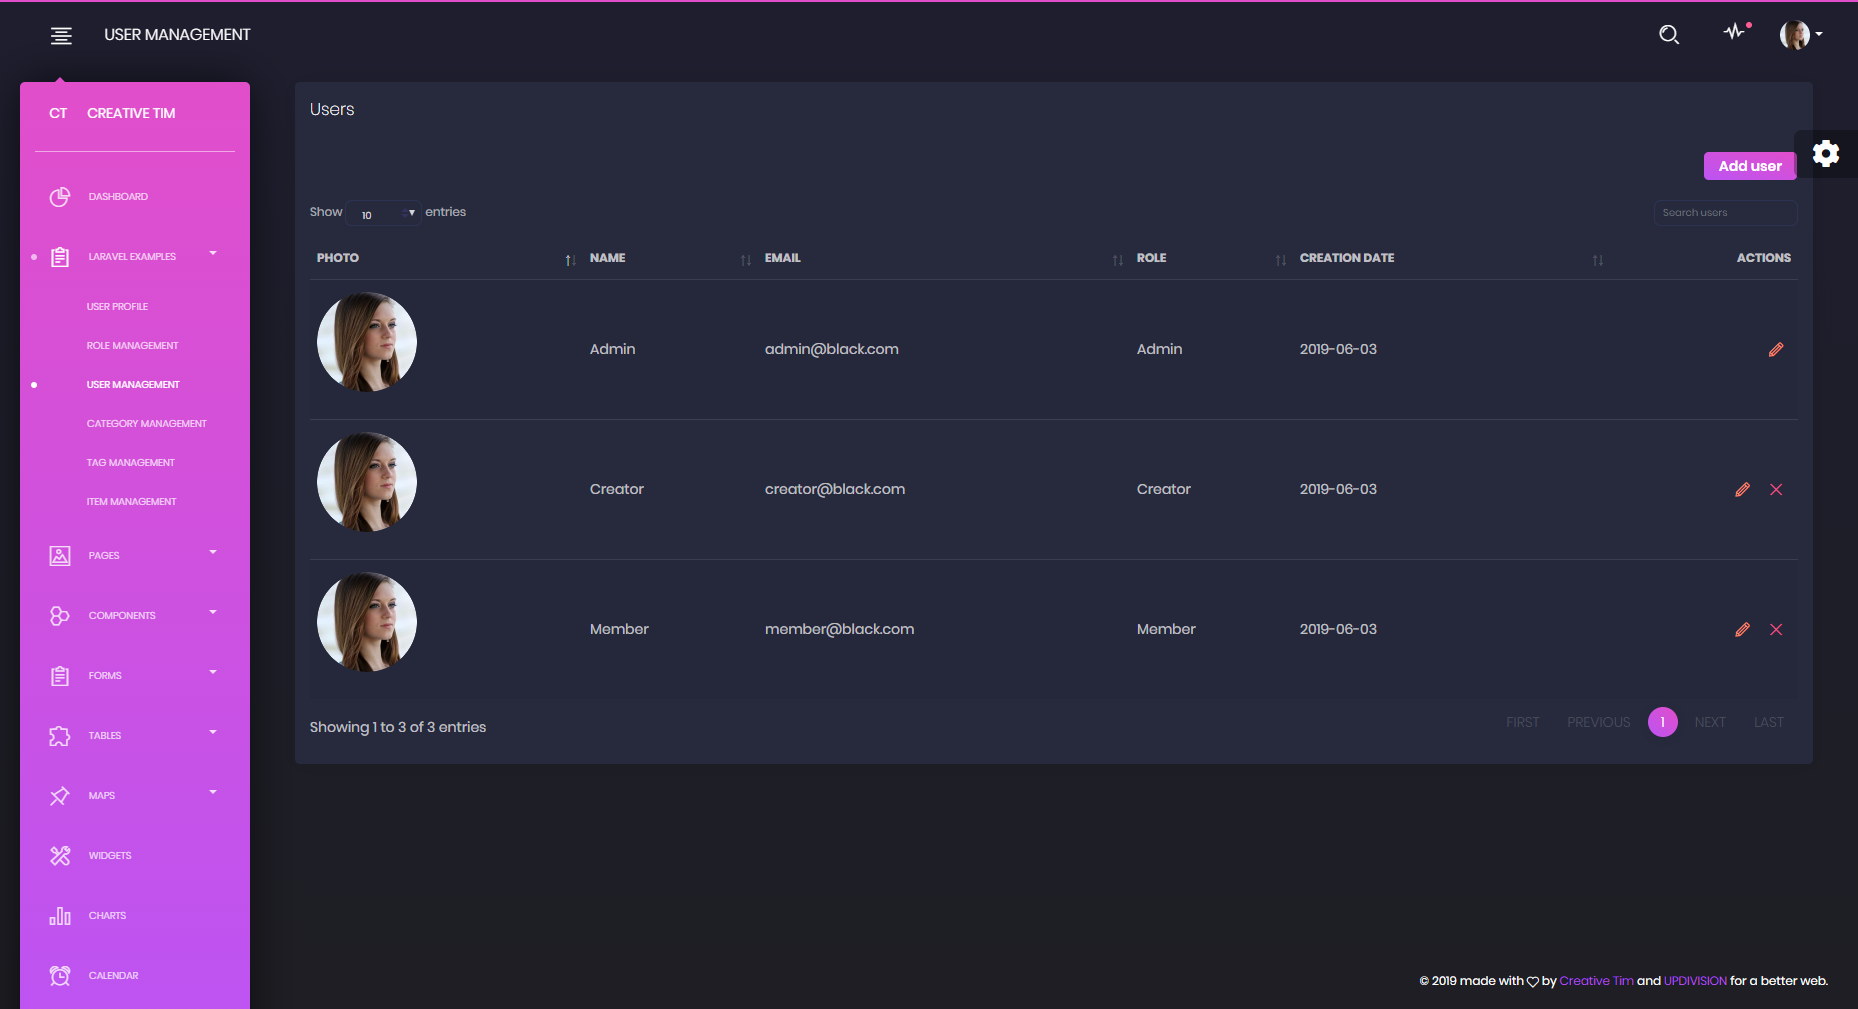 USER MANAGEMENT
CT CREATIVE TIM
DASHBOARD
LARAVEL EXAMPLES
USER PROFILE
ROLE MANAGEMENT
USER MANAGEMENT
CATEGORY MANAGEMENT
TAG MANAGEMENT
ITEM MANAGEMENT
PAGES
COMPONENTS
FORMS
TABLES
MAPS
WIDGETS
CHARTS
CALENDAR
Users
Add user
Show 10 entries
Search users
PHOTO NAME EMAIL ROLE CREATION DATE ACTIONS
Admin admin@black.com Admin 2019-06-03
Creator creator@black.com Creator 2019-06-03
Member member@black.com Member 2019-06-03
Showing 1 to 3 of 3 entries
FIRST PREVIOUS 1 NEXT LAST
© 2019 made with by Creative Tim and UPDIVISION for a better web.